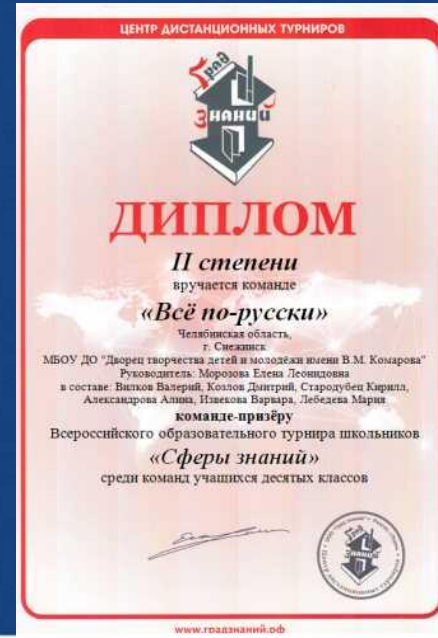 ЦЕНТР ДИСТАНЦИОННЫХ ТУРНИРОВ
Град
Знаний
ДИПЛОМ
II степени
вручается команде
«Всё по-русски»
Челябинская область,
г. Снежинск
МБОУ ДО "Дворец творчества детей и молодёжи имени В.М. Комарова"
Руководитель: Морозова Елена Леонидовна
в составе: Вилков Валерий, Козлов Дмитрий, Стародубец Кирилл,
Александрова Алина, Извекова Варвара, Лебедева Мария
команде-призёру
Всероссийского образовательного турнира школьников
«Сферы знаний»
среди команд учащихся десятых классов
www.градзнаний.рф